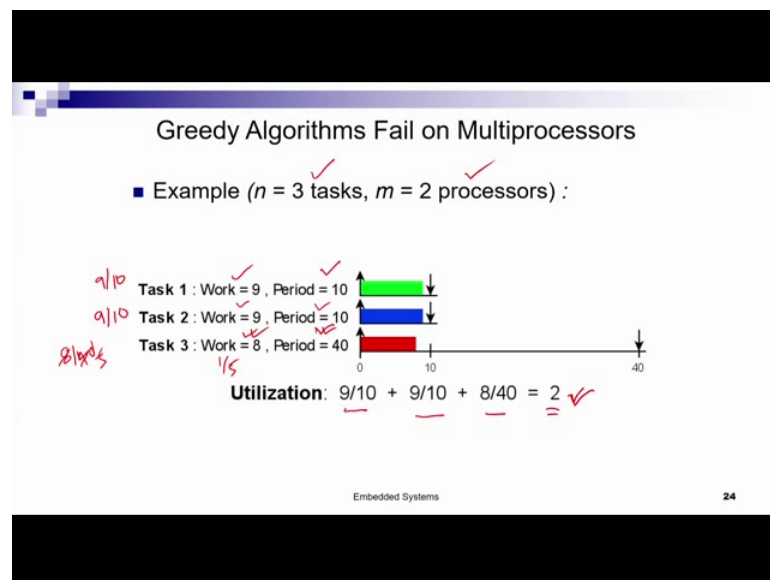 Greedy Algorithms Fail on Multiprocessors
Example (n = 3 tasks, m = 2 processors) :
9/10 Task 1 : Work = 9 , Period = 10
9/10 Task 2 : Work = 9 , Period = 10
Task 3 : Work = 8 , Period = 40
1/5 0 10 40
Utilization: 9/10 + 9/10 + 8/40 = 2
Embedded Systems 24